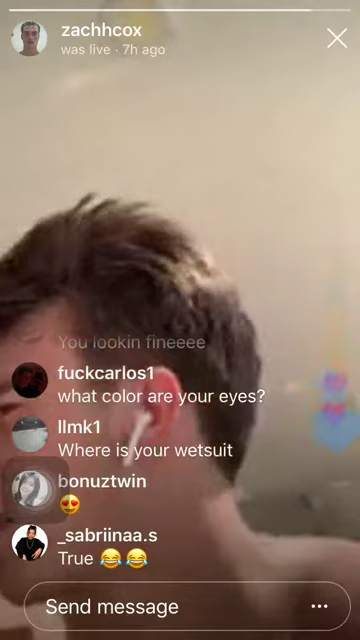 zachhcox
was live · 7h ago
You lookin fineeee
fuckcarlos1
what color are your eyes?
llmk1
Where is your wetsuit
bonuztwin
😍
_sabriinaa.s
True 😂😂
Send message